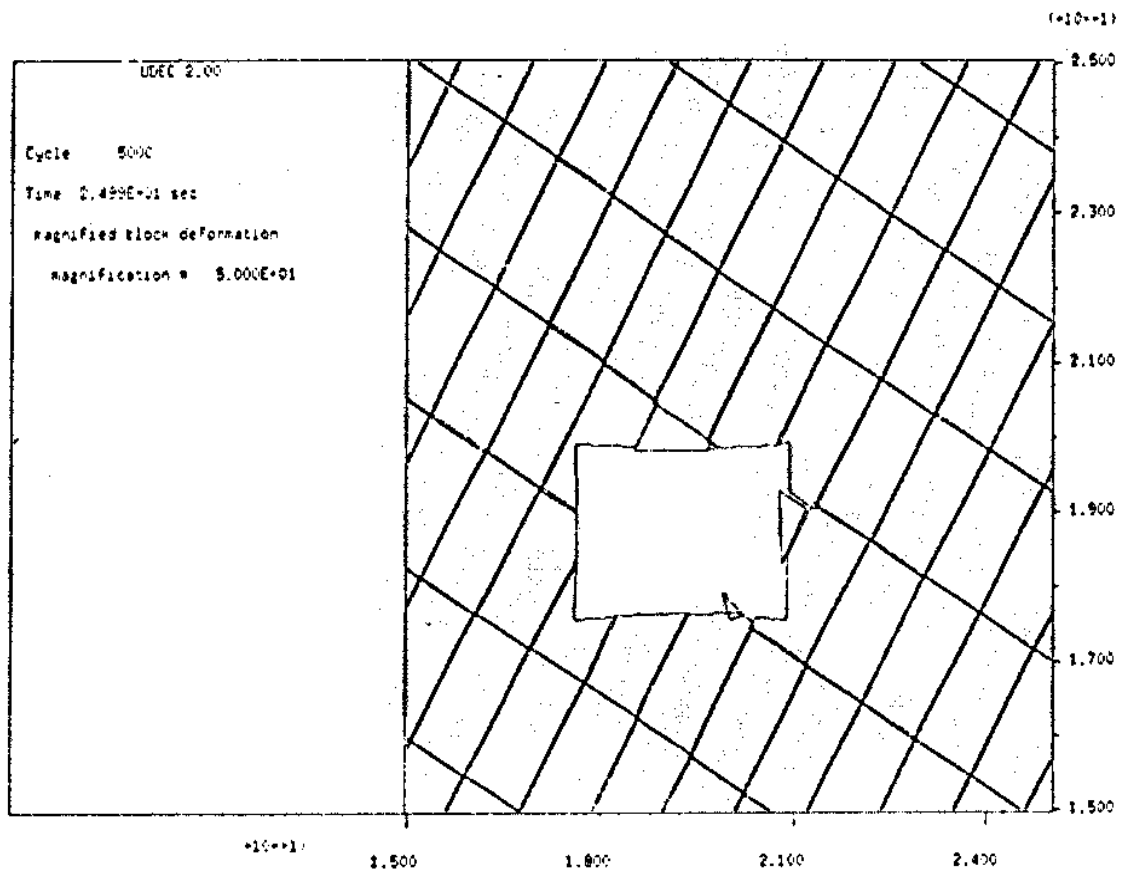 (*10**1)
UDEC 2.00
2.500
Cycle 5000
Time 2.499E+01 sec
magnified block deformation
magnification = 5.000E+01
2.300
2.100
1.900
1.700
1.500
*10**1)
1.500 1.800 2.100 2.400